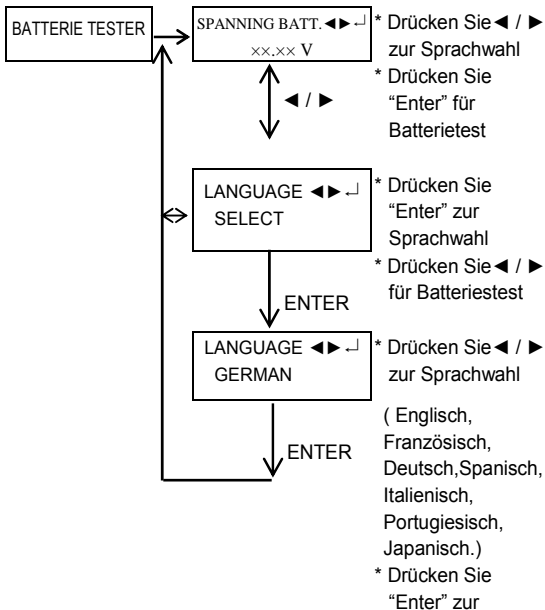 BATTERIE TESTER
SPANNING BATT.◄►↵
××.×× V
* Drücken Sie◄ / ►
zur Sprachwahl
* Drücken Sie
“Enter” für
Batterietest
◄ / ►
LANGUAGE ◄►↵
SELECT
* Drücken Sie
“Enter” zur
Sprachwahl
* Drücken Sie◄ / ►
für Batteriestest
ENTER
LANGUAGE ◄►↵
GERMAN
* Drücken Sie◄ / ►
zur Sprachwahl
ENTER
( Englisch,
Französisch,
Deutsch,Spanisch,
Italienisch,
Portugiesisch,
Japanisch.)
* Drücken Sie
“Enter” zur